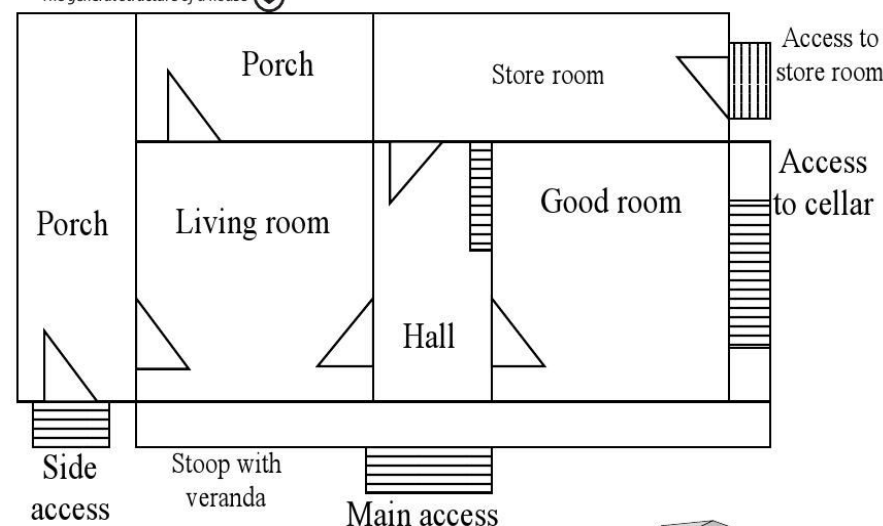 Porch
Store room
Access to
store room
Access
to cellar
Porch
Living room
Good room
Hall
Side
access
Stoop with
veranda
Main access